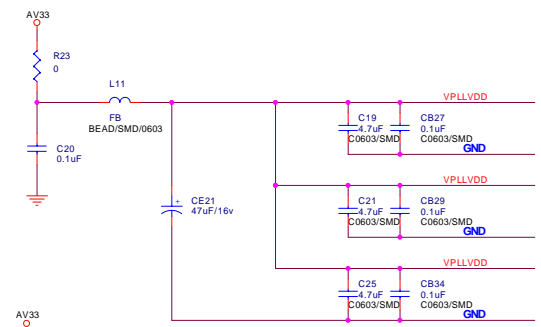 AV33
R23
0
L11
FB
BEAD/SMD/0603
C20
0.1uF
CE21
47uF/16v
+
VPLLVDD
C19
4.7uF
C0603/SMD
CB27
0.1uF
C0603/SMD
GND
VPLLVDD
C21
4.7uF
C0603/SMD
CB29
0.1uF
C0603/SMD
GND
VPLLVDD
C25
4.7uF
C0603/SMD
CB34
0.1uF
C0603/SMD
GND
AV33